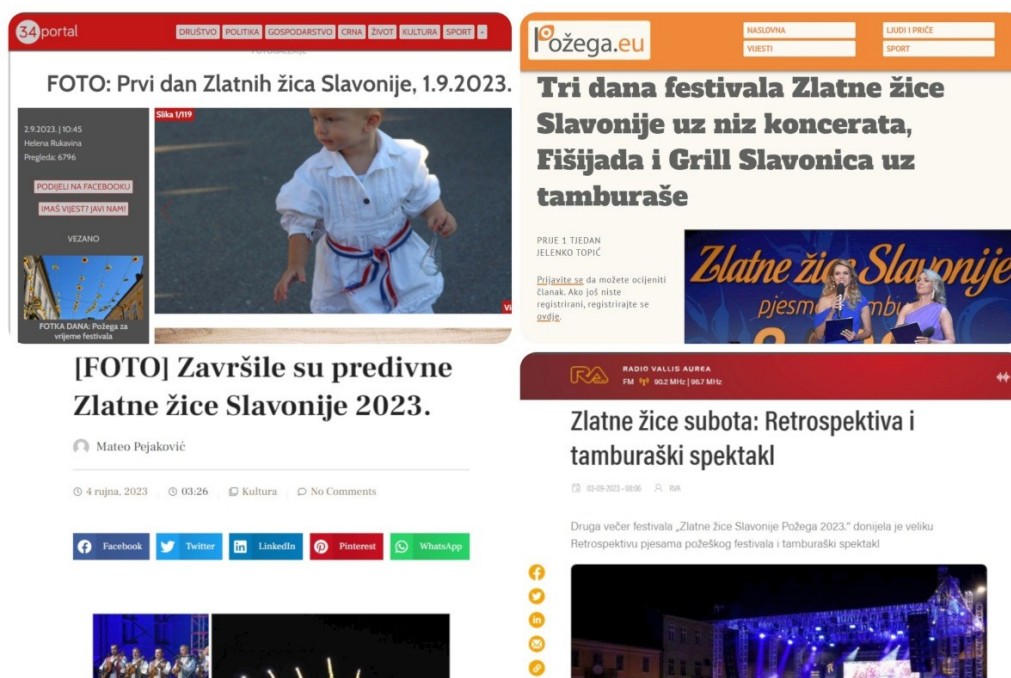 34portal
DRUŠTVO POLITIKA GOSPODARSTVO CRNA ŽIVOT KULTURA SPORT +
FOTO: Prvi dan Zlatnih žica Slavonije, 1.9.2023.
2.9.2023. | 10:45
Helena Rukavina
Pregleda: 6796
PODIJELI NA FACEBOOKU
IMAŠ VIJEST? JAVI NAM!
VEZANO
FOTKA DANA: Požega za
vrijeme festivala
Slika 1/119
Požega.eu
NASLOVNA
LJUDI I PRIČE
VIJESTI
SPORT
Tri dana festivala Zlatne žice
Slavonije uz niz koncerata,
Fišijada i Grill Slavonica uz
tamburaše
PRIJE 1 TJEDAN
JELENKO TOPIĆ
Prijavite se da možete ocijeniti
članak. Ako još niste
registrirani, registrirajte se
ovdje.
Zlatne žice Slavonije
[FOTO] Završile su predivne
Zlatne žice Slavonije 2023.
Mateo Pejaković
4 rujna, 2023 03:26 Kultura No Comments
Facebook Twitter LinkedIn Pinterest WhatsApp
RA
RADIO VALLIS AUREA
FM 90.2 MHz | 98.7 MHz
Zlatne žice subota: Retrospektiva i
tamburaški spektakl
03-09-2023 - 08:06 RVA
Druga večer festivala „Zlatne žice Slavonije Požega 2023.” donijela je veliku
Retrospektivu pjesama požeškog festivala i tamburaški spektakl